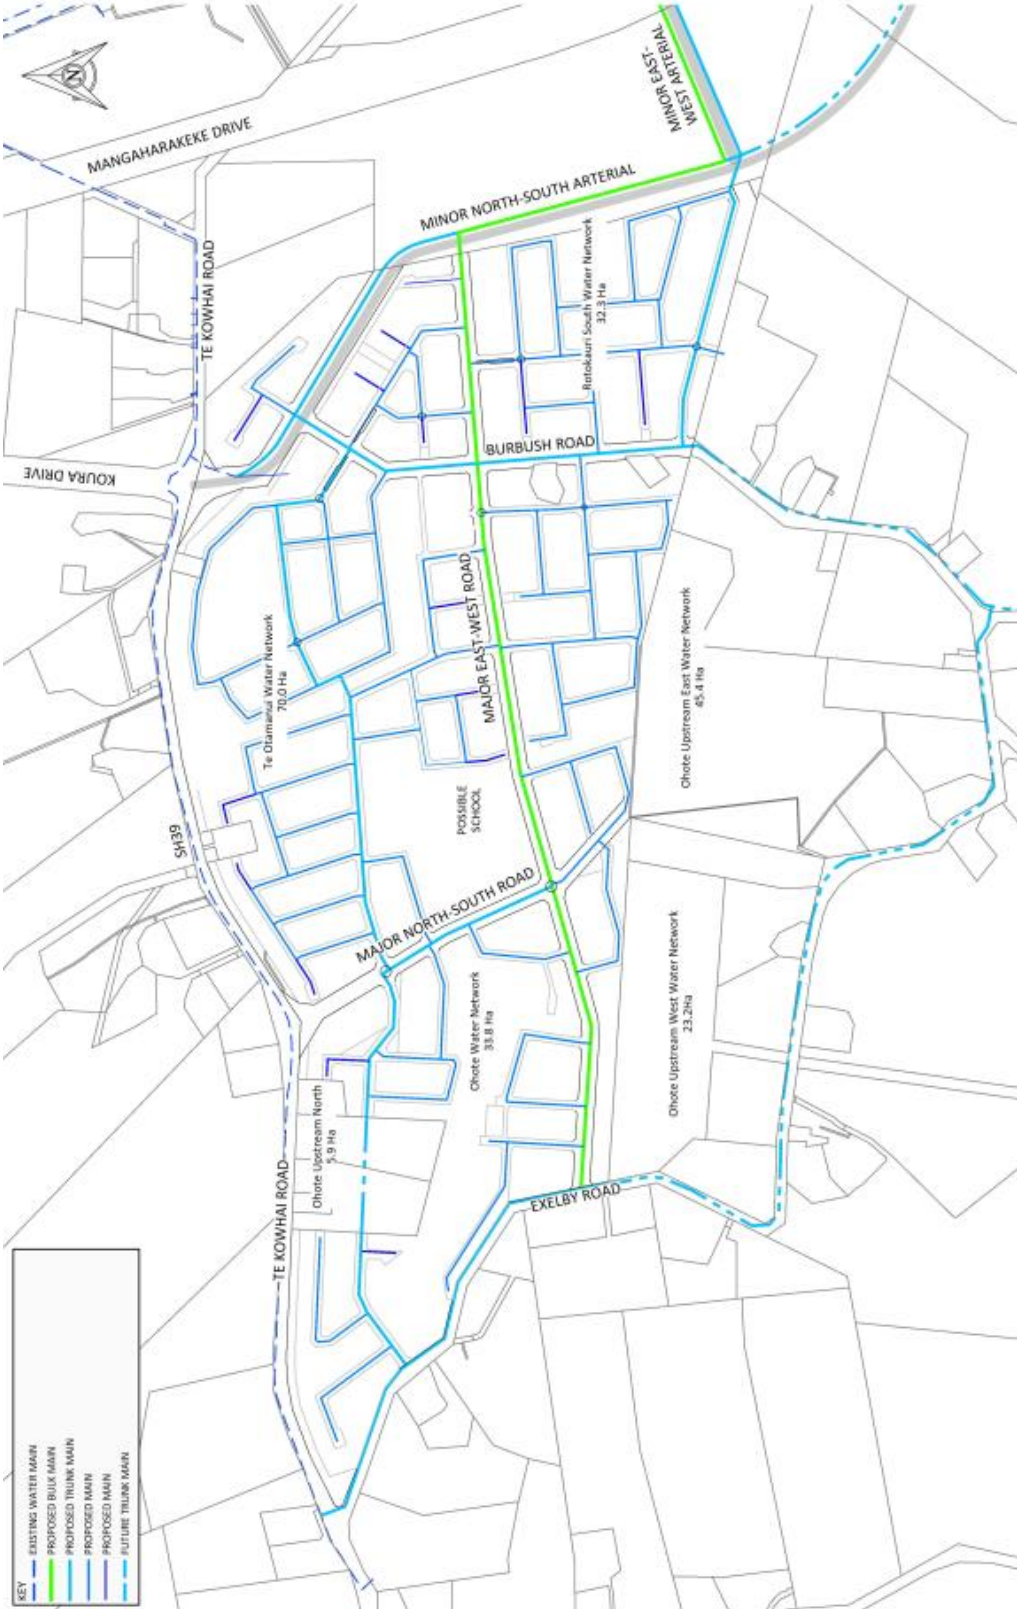 N
MANGAHARAKEKE DRIVE
MINOR EAST-
WEST ARTERIAL
MINOR NORTH-SOUTH ARTERIAL
TE KOWHAI ROAD
Rotokauri South Water Network
32.3 Ha
KOURA DRIVE
BURBUSH ROAD
MAJOR EAST-WEST ROAD
Te Otamanui Water Network
70.0 Ha
Ohote Upstream East Water Network
45.4 Ha
SH39
POSSIBLE
SCHOOL
MAJOR NORTH-SOUTH ROAD
Ohote Water Network
33.8 Ha
Ohote Upstream West Water Network
23.2Ha
Ohote Upstream North
5.9 Ha
TE KOWHAI ROAD
EXELBY ROAD
KEY
EXISTING WATER MAIN
PROPOSED BULK MAIN
PROPOSED TRUNK MAIN
PROPOSED MAIN
PROPOSED MAIN
FUTURE TRUNK MAIN